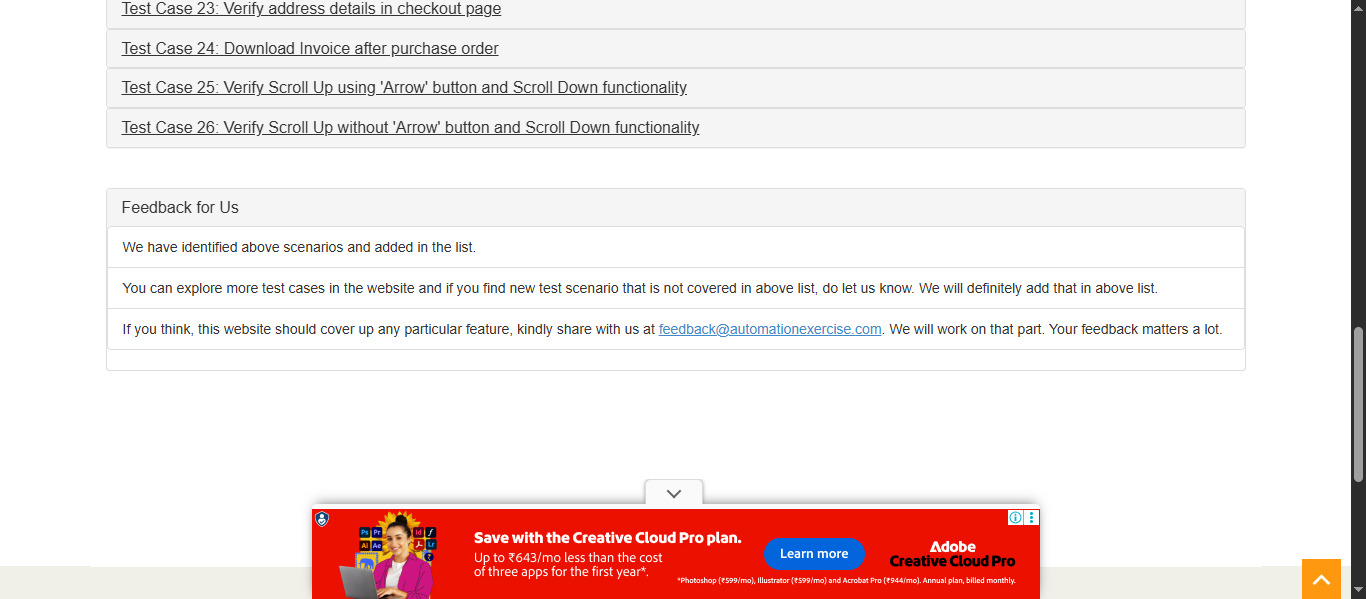 Test Case 23: Verify address details in checkout page
Test Case 24: Download Invoice after purchase order
Test Case 25: Verify Scroll Up using 'Arrow' button and Scroll Down functionality
Test Case 26: Verify Scroll Up without 'Arrow' button and Scroll Down functionality
Feedback for Us
We have identified above scenarios and added in the list.
You can explore more test cases in the website and if you find new test scenario that is not covered in above list, do let us know. We will definitely add that in above list.
If you think, this website should cover up any particular feature, kindly share with us at feedback@automationexercise.com. We will work on that part. Your feedback matters a lot.
Ps Pr Id
Ai Ae Lr
Save with the Creative Cloud Pro plan.
Up to ₹643/mo less than the cost
of three apps for the first year*.
Learn more
Adobe
Creative Cloud Pro
*Photoshop (₹599/mo), Illustrator (₹599/mo) and Acrobat Pro (₹944/mo). Annual plan, billed monthly.